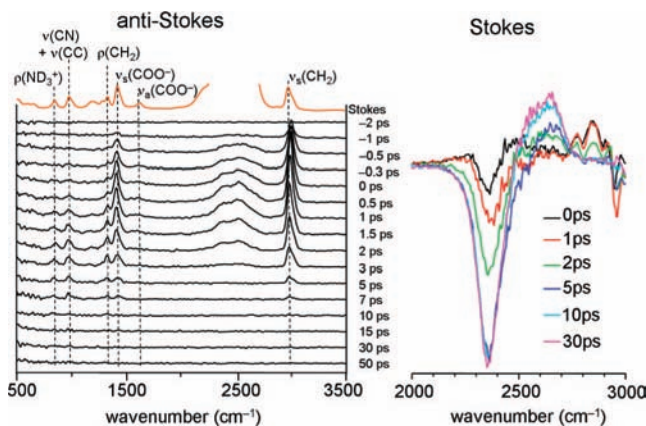 anti-Stokes
ν(CN)
+ ν(CC)
ρ(CH₂)
ρ(ND₃⁺)
νₛ(COO⁻)
νₐ(COO⁻)
νₛ(CH₂)
Stokes
−2 ps
−1 ps
−0.5 ps
−0.3 ps
0 ps
0.5 ps
1 ps
1.5 ps
2 ps
3 ps
5 ps
7 ps
10 ps
15 ps
30 ps
50 ps
500 1500 2500 3500
wavenumber (cm⁻¹)
Stokes
0ps
1ps
2ps
5ps
10ps
30ps
2000 2500 3000
wavenumber (cm⁻¹)